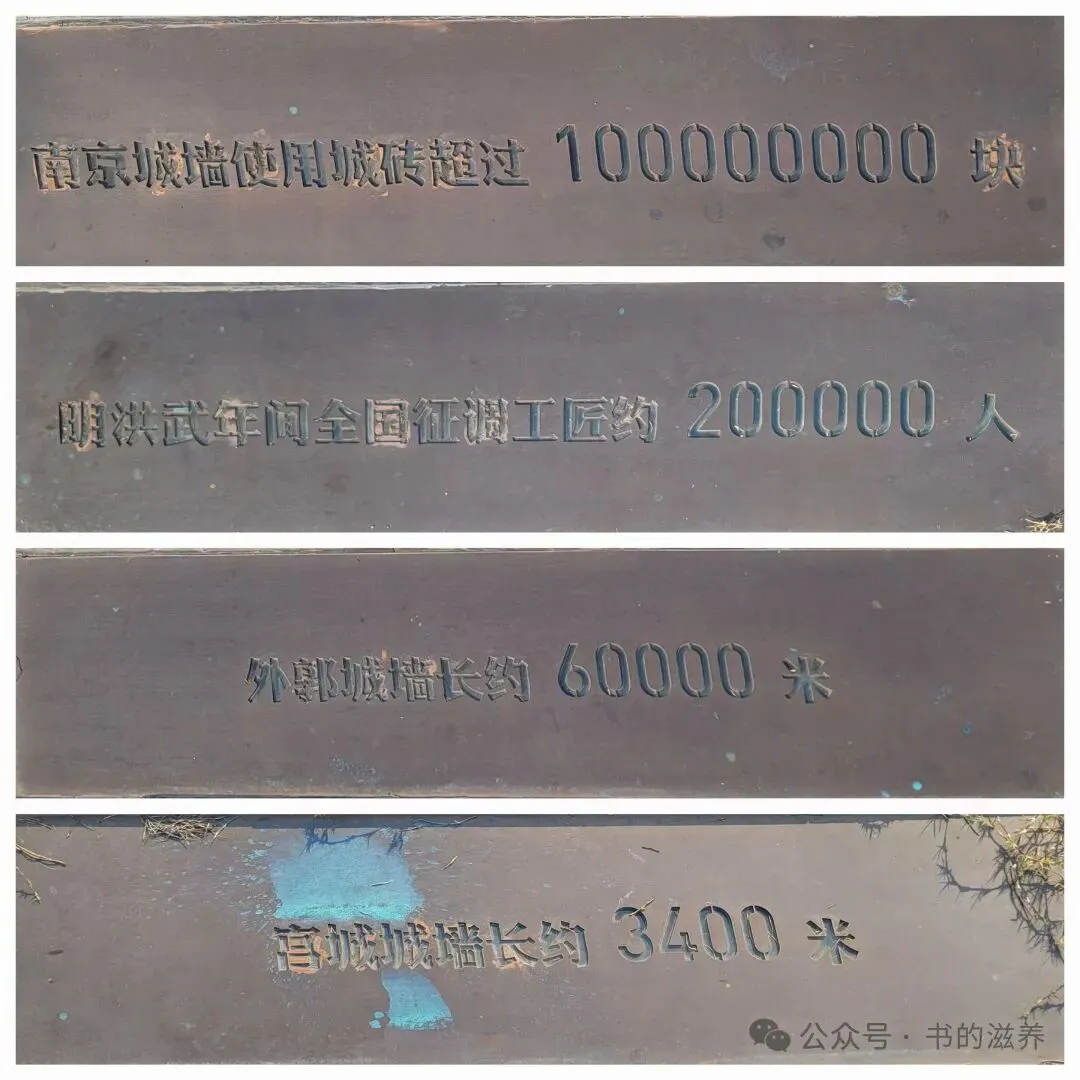 南京城墙使用城砖超过 100000000 块
明洪武年间全国征调工匠约 200000 人
外郭城墙长约 60000 米
宫城城墙长约 3400 米
公众号·书的滋养